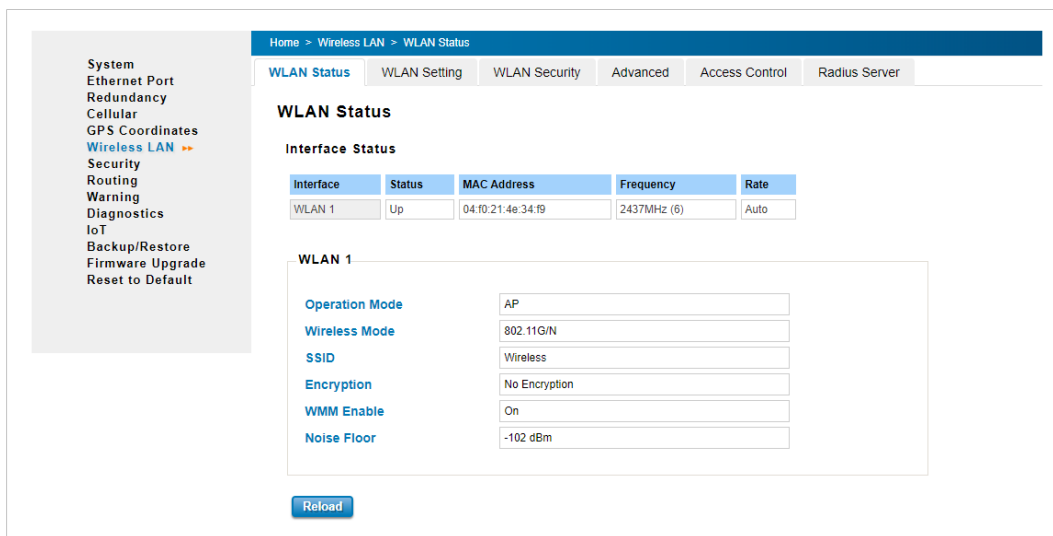 Home > Wireless LAN > WLAN Status
System
Ethernet Port
Redundancy
Cellular
GPS Coordinates
Wireless LAN
Security
Routing
Warning
Diagnostics
IoT
Backup/Restore
Firmware Upgrade
Reset to Default
WLAN Status WLAN Setting WLAN Security Advanced Access Control Radius Server
WLAN Status
Interface Status
Interface Status MAC Address Frequency Rate
WLAN 1 Up 04:f0:21:4e:34:f9 2437MHz (6) Auto
WLAN 1
Operation Mode AP
Wireless Mode 802.11G/N
SSID Wireless
Encryption No Encryption
WMM Enable On
Noise Floor -102 dBm
Reload